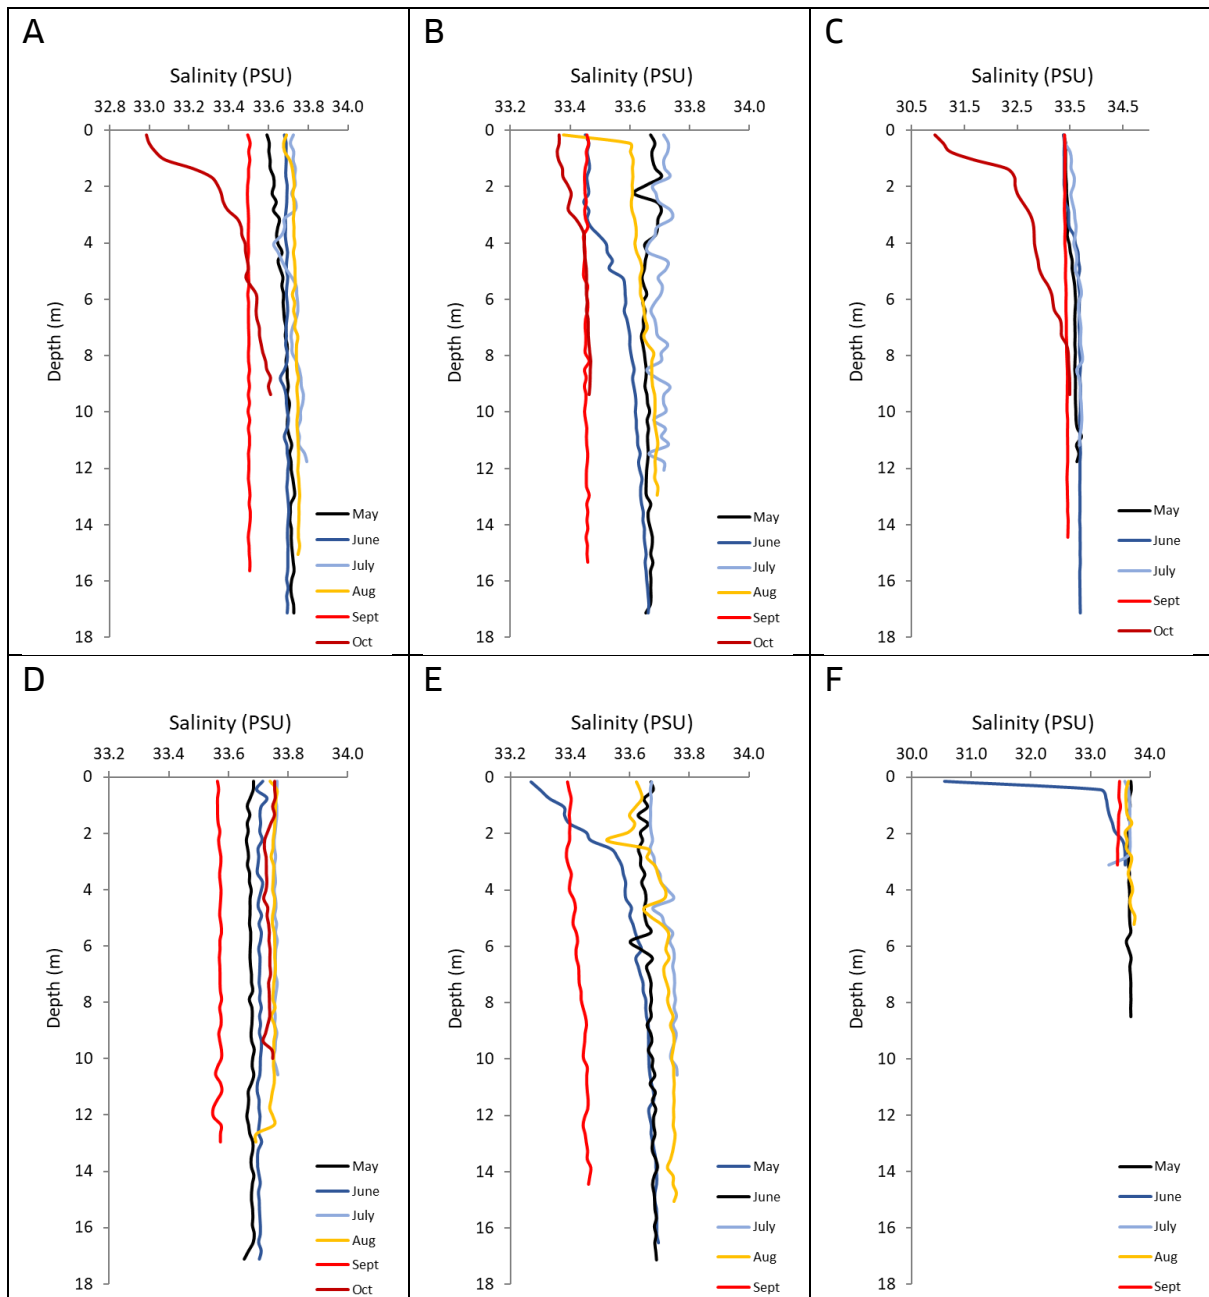 A
Salinity (PSU)
32.8 33.0 33.2 33.4 33.6 33.8 34.0
0
2
4
6
8
10
12
14
16
18
Depth (m)
May
June
July
Aug
Sept
Oct
B
Salinity (PSU)
33.2 33.4 33.6 33.8 34.0
0
2
4
6
8
10
12
14
16
18
Depth (m)
May
June
July
Aug
Sept
Oct
C
Salinity (PSU)
30.5 31.5 32.5 33.5 34.5
0
2
4
6
8
10
12
14
16
18
Depth (m)
May
June
July
Sept
Oct
D
Salinity (PSU)
33.2 33.4 33.6 33.8 34.0
0
2
4
6
8
10
12
14
16
18
Depth (m)
May
June
July
Aug
Sept
Oct
E
Salinity (PSU)
33.2 33.4 33.6 33.8 34.0
0
2
4
6
8
10
12
14
16
18
Depth (m)
May
June
July
Aug
Sept
F
Salinity (PSU)
30.0 31.0 32.0 33.0 34.0
0
2
4
6
8
10
12
14
16
18
Depth (m)
May
June
July
Aug
Sept